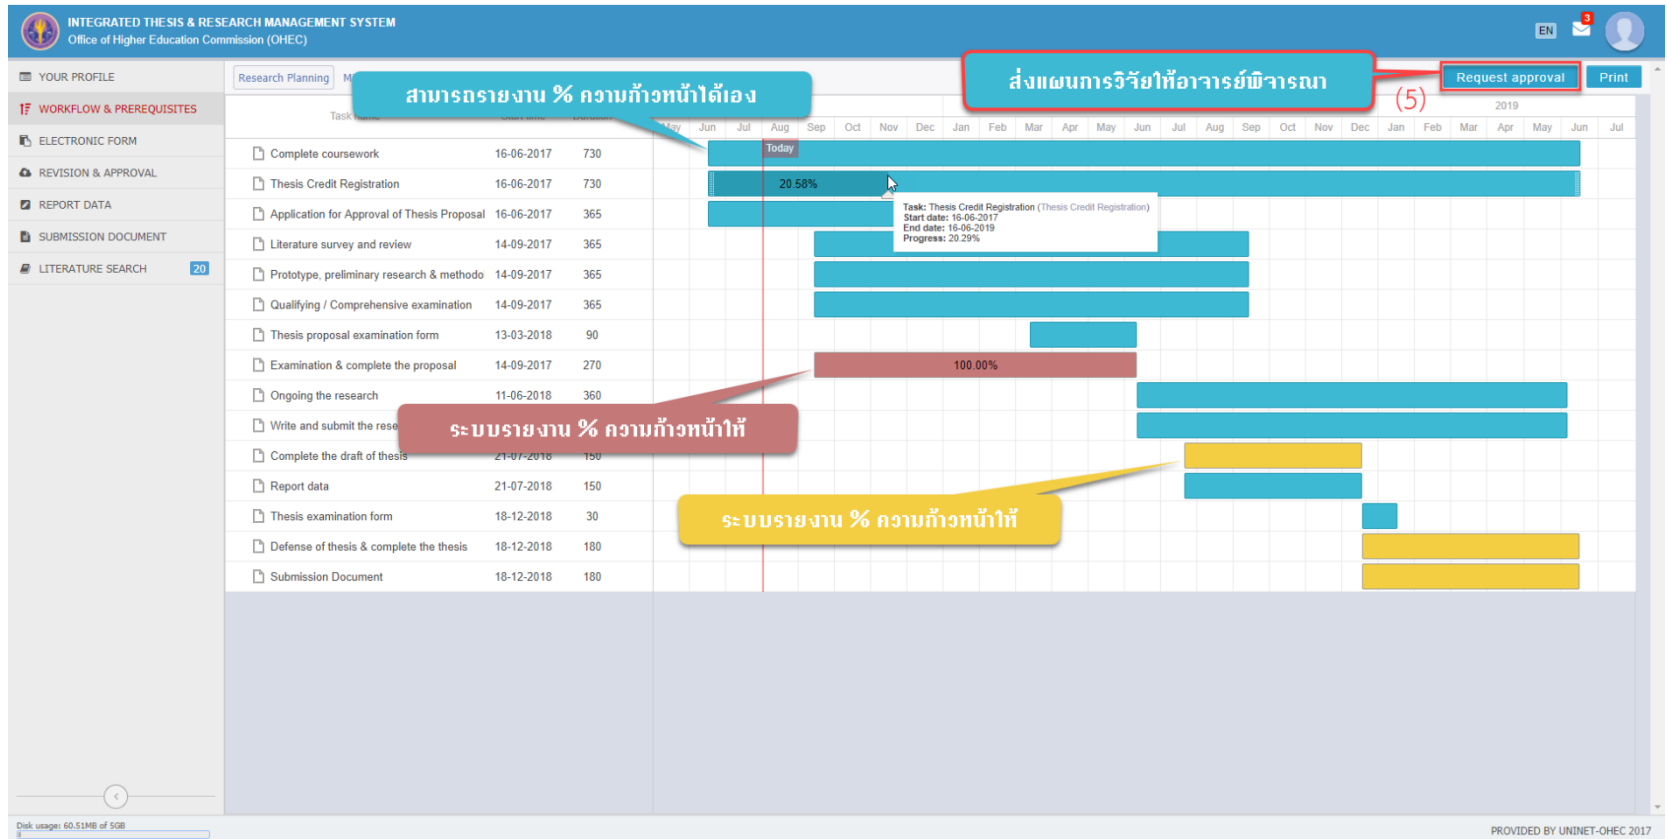 INTEGRATED THESIS & RESEARCH MANAGEMENT SYSTEM
Office of Higher Education Commission (OHEC)
EN
3
YOUR PROFILE
WORKFLOW & PREREQUISITES
ELECTRONIC FORM
REVISION & APPROVAL
REPORT DATA
SUBMISSION DOCUMENT
LITERATURE SEARCH 20
Research Planning
สามารถรายงาน % ความก้าวหน้าได้เอง
ส่งแผนการวิจัยให้อาจารย์พิจารณา
Request approval
Print
(5)
2019
Task name
May Jun Jul Aug Sep Oct Nov Dec Jan Feb Mar Apr May Jun Jul Aug Sep Oct Nov Dec Jan Feb Mar Apr May Jun Jul
Today
Complete coursework 16-06-2017 730
Thesis Credit Registration 16-06-2017 730 20.58%
Application for Approval of Thesis Proposal 16-06-2017 365
Task: Thesis Credit Registration (Thesis Credit Registration)
Start date: 16-06-2017
End date: 16-06-2019
Progress: 20.29%
Literature survey and review 14-09-2017 365
Prototype, preliminary research & methodo 14-09-2017 365
Qualifying / Comprehensive examination 14-09-2017 365
Thesis proposal examination form 13-03-2018 90
Examination & complete the proposal 14-09-2017 270 100.00%
Ongoing the research 11-06-2018 360
Write and submit the rese
ระบบรายงาน % ความก้าวหน้าให้
Complete the draft of thesis 21-07-2018 150
Report data 21-07-2018 150
Thesis examination form 18-12-2018 30
ระบบรายงาน % ความก้าวหน้าให้
Defense of thesis & complete the thesis 18-12-2018 180
Submission Document 18-12-2018 180
Disk usage: 60.51MB of 5GB
PROVIDED BY UNINET-OHEC 2017